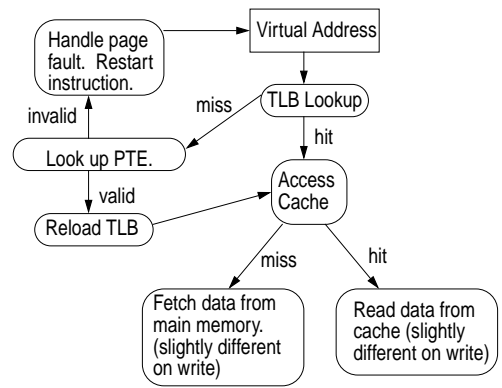 Handle page
fault.  Restart
instruction.
Virtual Address
TLB Lookup
miss
hit
invalid
Look up PTE.
valid
Reload TLB
Access
Cache
miss
hit
Fetch data from
main memory.
(slightly different
on write)
Read data from
cache (slightly
different on write)